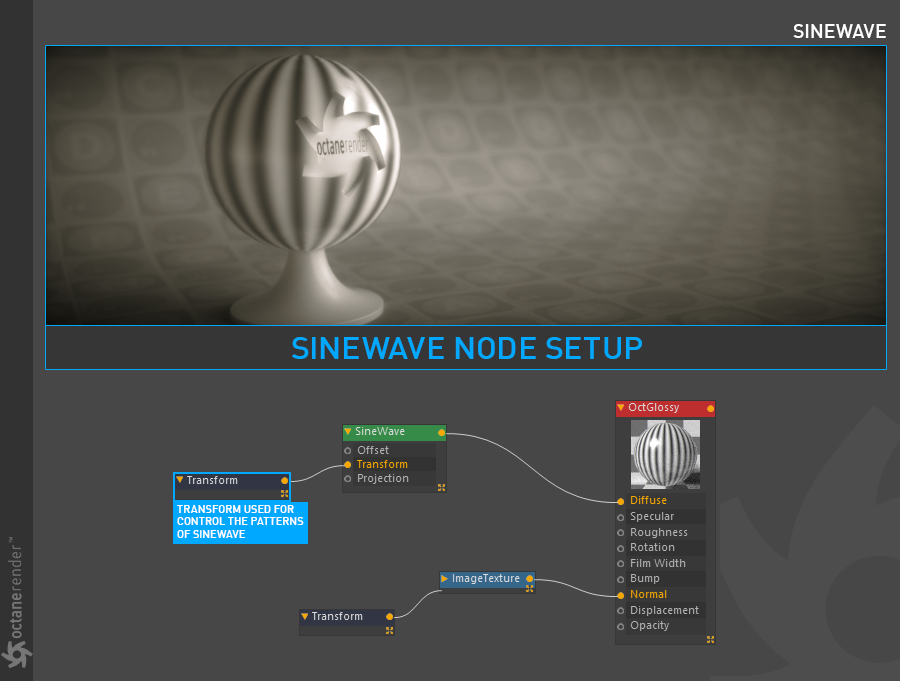 SINEWAVE
octanerender
SINEWAVE NODE SETUP
OctGlossy
SineWave
Offset
Transform
Projection
Transform
TRANSFORM USED FOR
CONTROL THE PATTERNS
OF SINEWAVE
Diffuse
Specular
Roughness
Rotation
Film Width
Bump
Normal
Displacement
Opacity
ImageTexture
Transform
octanerender™